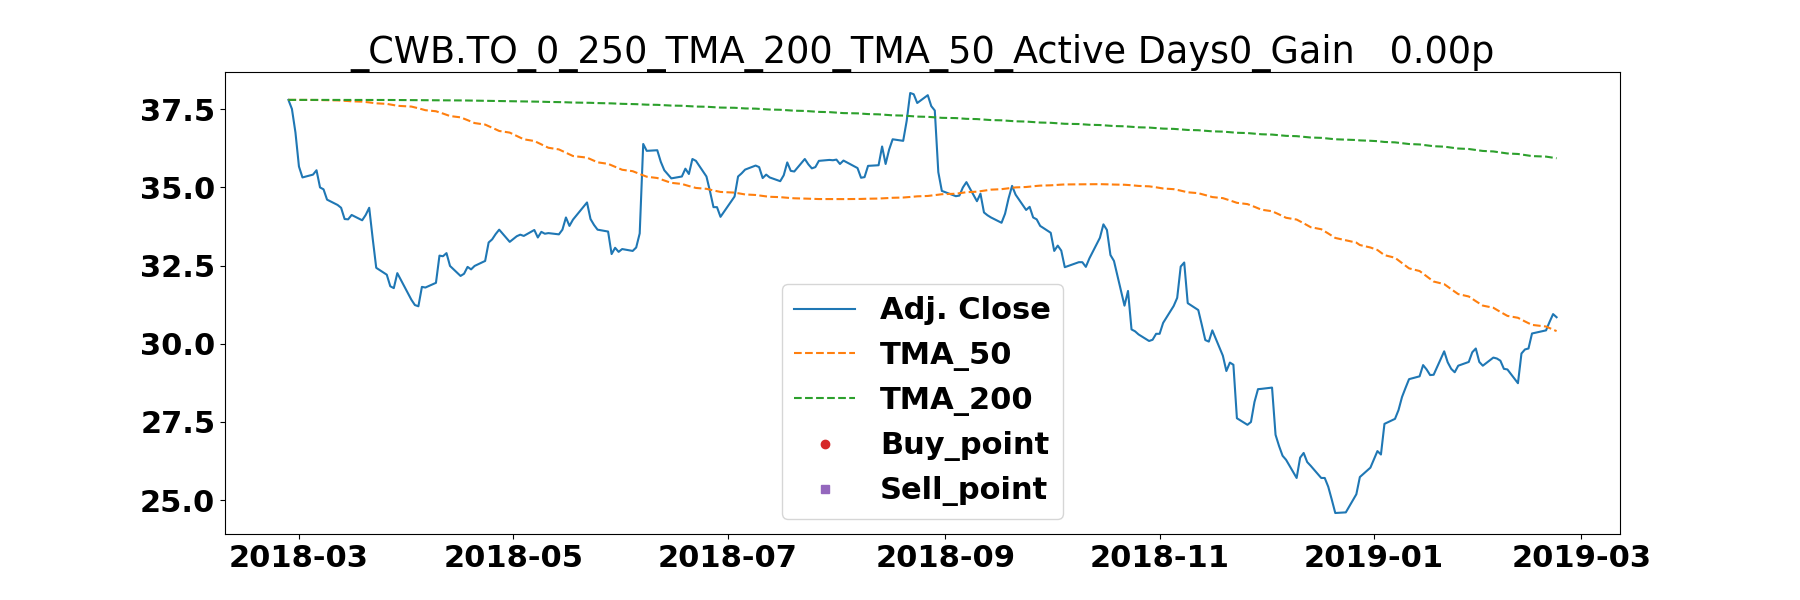 _CWB.TO_0_250_TMA_200_TMA_50_Active Days0_Gain   0.00p
37.5
35.0
32.5
30.0
27.5
25.0
Adj. Close
TMA_50
TMA_200
Buy_point
Sell_point
2018-03 2018-05 2018-07 2018-09 2018-11 2019-01 2019-03